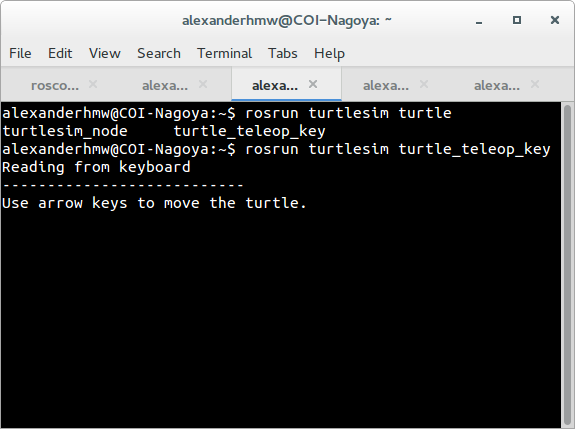 alexanderhmw@COI-Nagoya: ~
File Edit View Search Terminal Tabs Help
rosco... alexa... alexa... alexa... alexa...
alexanderhmw@COI-Nagoya:~$ rosrun turtlesim turtle
turtlesim_node     turtle_teleop_key
alexanderhmw@COI-Nagoya:~$ rosrun turtlesim turtle_teleop_key
Reading from keyboard
---------------------------
Use arrow keys to move the turtle.